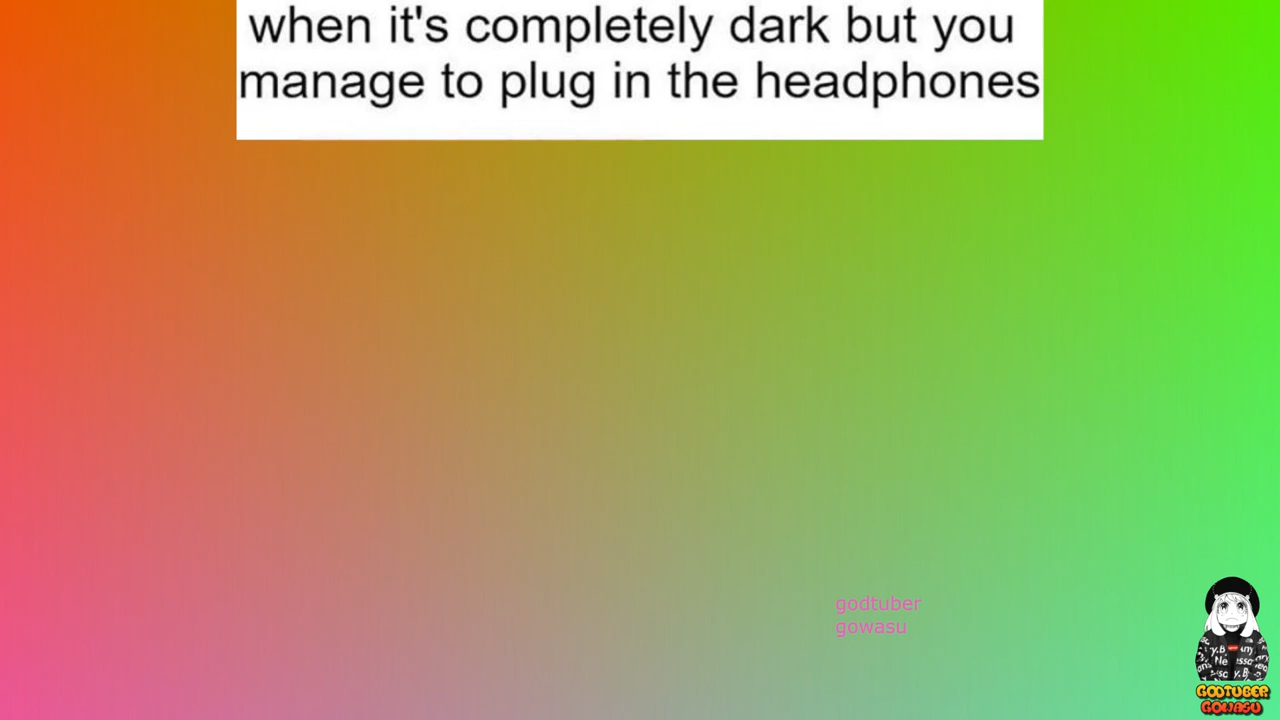 when it's completely dark but you
manage to plug in the headphones
godtuber
gowasu
GODTUBER
GOWASU